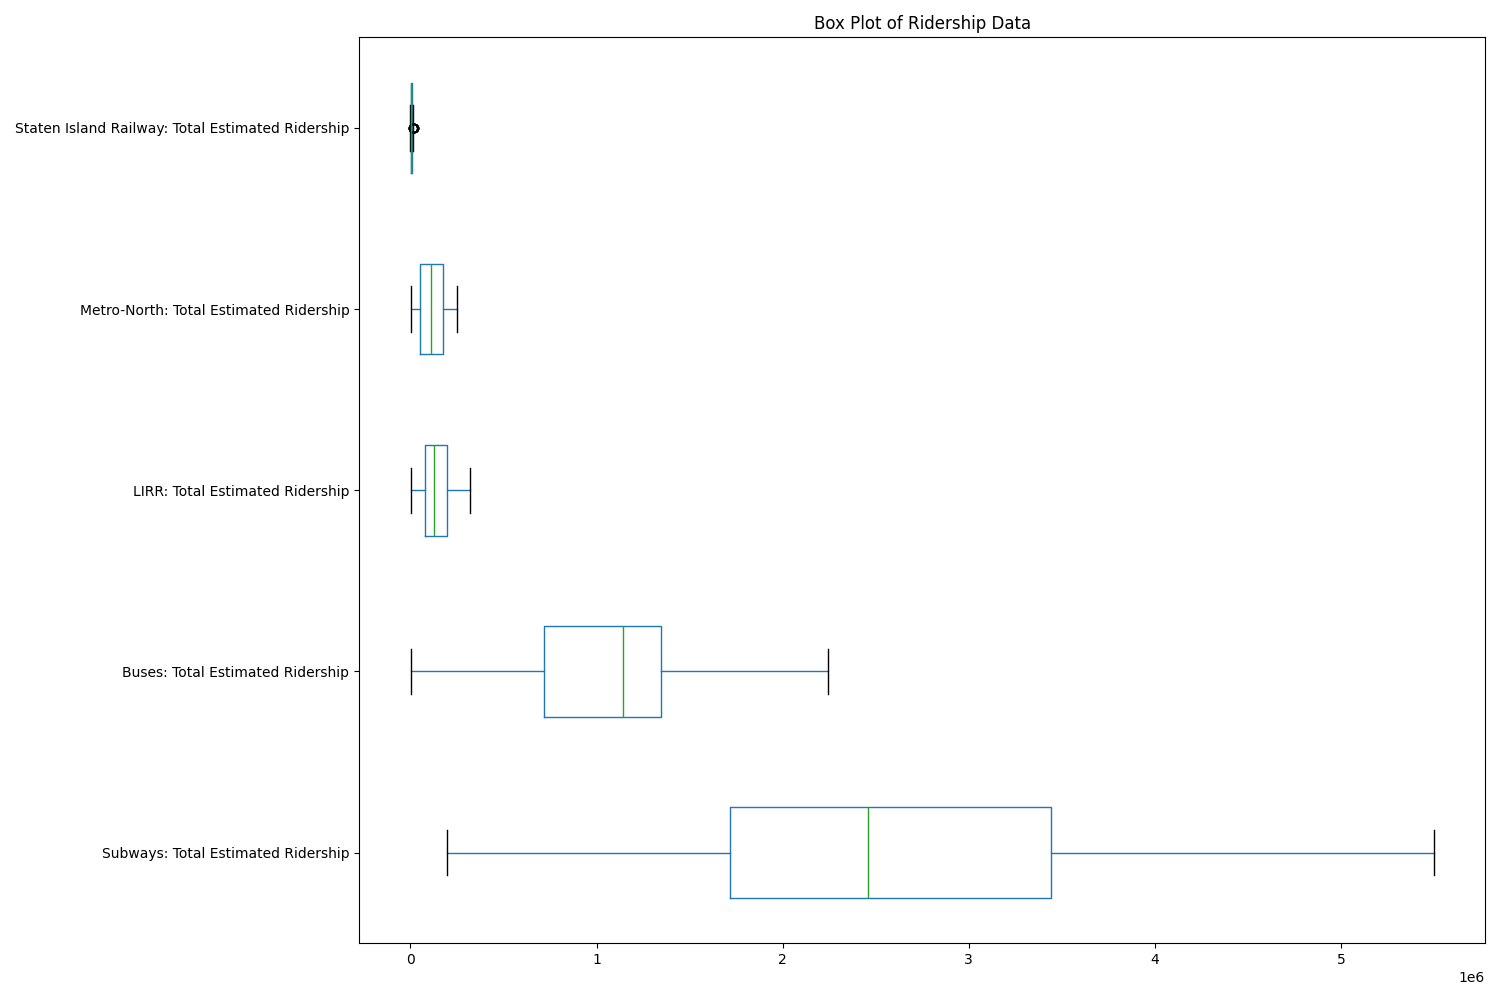 Box Plot of Ridership Data
Staten Island Railway: Total Estimated Ridership
Metro-North: Total Estimated Ridership
LIRR: Total Estimated Ridership
Buses: Total Estimated Ridership
Subways: Total Estimated Ridership
0 1 2 3 4 5
1e6